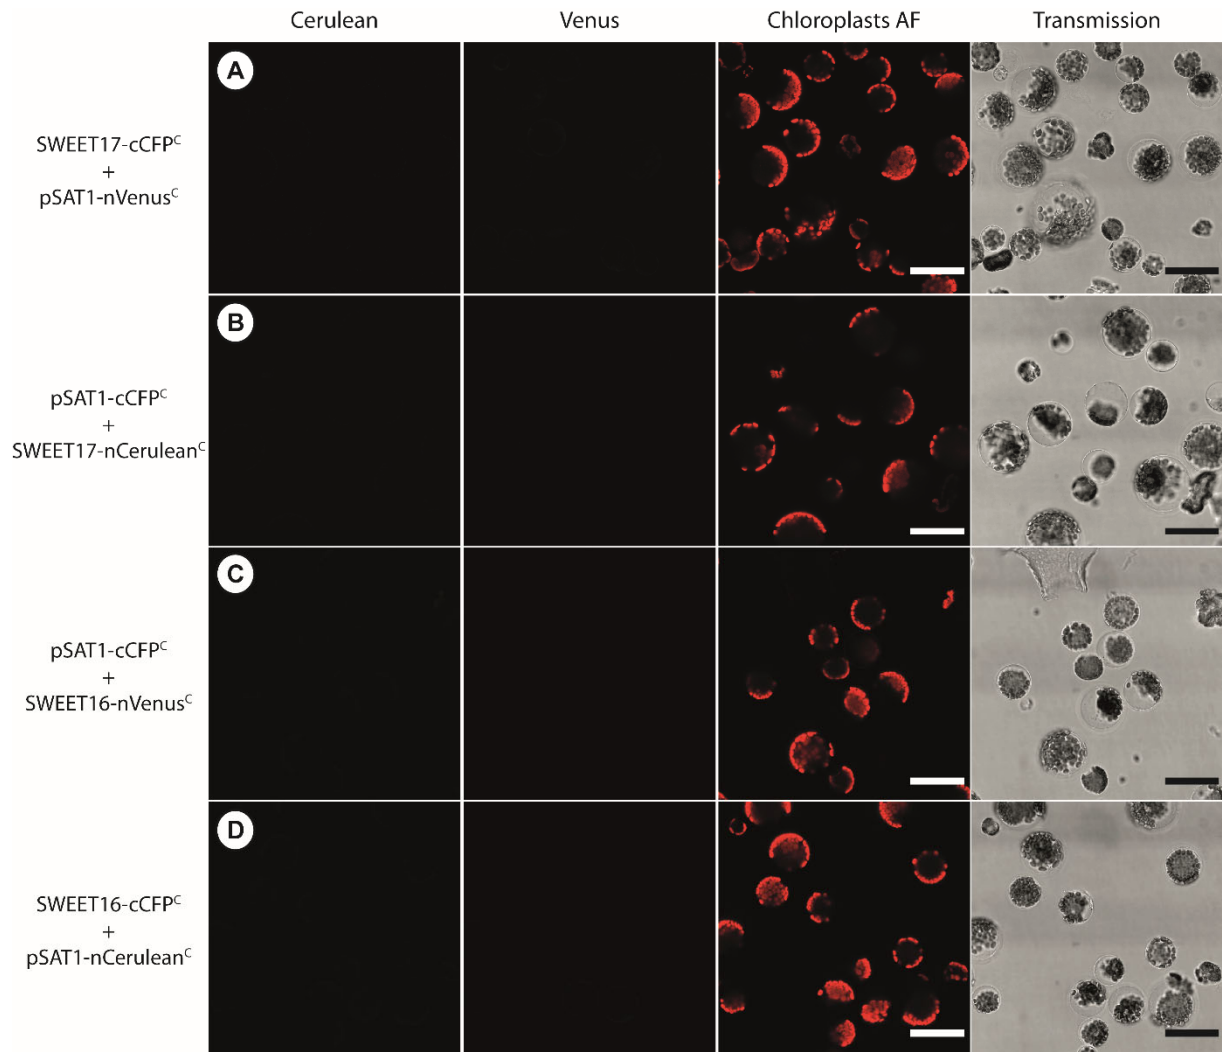 Cerulean Venus Chloroplasts AF Transmission
A
SWEET17-cCFPᶜ
+
pSAT1-nVenusᶜ
B
pSAT1-cCFPᶜ
+
SWEET17-nCeruleanᶜ
C
pSAT1-cCFPᶜ
+
SWEET16-nVenusᶜ
D
SWEET16-cCFPᶜ
+
pSAT1-nCeruleanᶜ